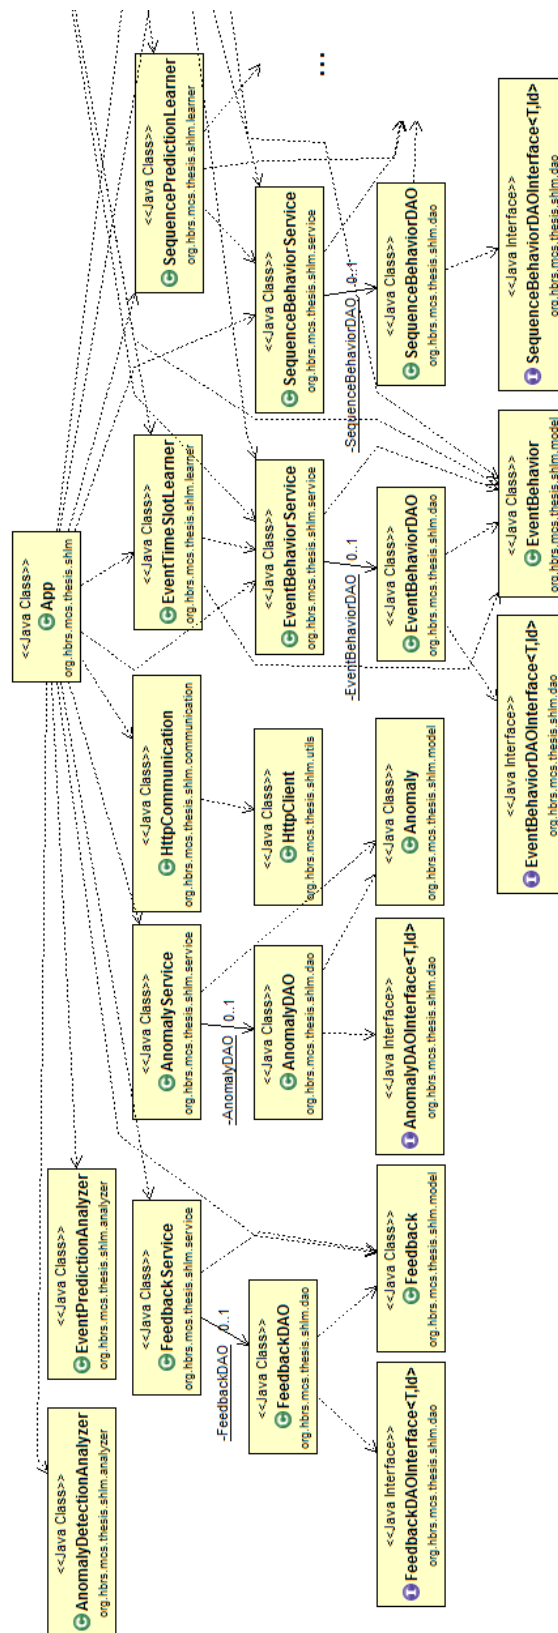 <<Java Class>>
App
org.hbrs.mcs.thesis.shlm
<<Java Class>>
AnomalyDetectionAnalyzer
org.hbrs.mcs.thesis.shlm.analyzer
<<Java Class>>
EventPredictionAnalyzer
org.hbrs.mcs.thesis.shlm.analyzer
<<Java Class>>
FeedbackService
org.hbrs.mcs.thesis.shlm.service
<<Java Class>>
AnomalyService
org.hbrs.mcs.thesis.shlm.service
<<Java Class>>
HttpCommunication
org.hbrs.mcs.thesis.shlm.communication
<<Java Class>>
EventTimeSlotLearner
org.hbrs.mcs.thesis.shlm.learner
<<Java Class>>
SequencePredictionLearner
org.hbrs.mcs.thesis.shlm.learner
-FeedbackDAO 0..1
-AnomalyDAO 0..1
<<Java Class>>
FeedbackDAO
org.hbrs.mcs.thesis.shlm.dao
<<Java Class>>
AnomalyDAO
org.hbrs.mcs.thesis.shlm.dao
<<Java Class>>
HttpClient
org.hbrs.mcs.thesis.shlm.utils
<<Java Class>>
EventBehaviorService
org.hbrs.mcs.thesis.shlm.service
<<Java Class>>
SequenceBehaviorService
org.hbrs.mcs.thesis.shlm.service
...
-EventBehaviorDAO 0..1
-SequenceBehaviorDAO 0..1
<<Java Interface>>
FeedbackDAOInterface<T,Id>
org.hbrs.mcs.thesis.shlm.dao
<<Java Class>>
Feedback
org.hbrs.mcs.thesis.shlm.model
<<Java Interface>>
AnomalyDAOInterface<T,Id>
org.hbrs.mcs.thesis.shlm.dao
<<Java Class>>
Anomaly
org.hbrs.mcs.thesis.shlm.model
<<Java Class>>
EventBehaviorDAO
org.hbrs.mcs.thesis.shlm.dao
<<Java Class>>
SequenceBehaviorDAO
org.hbrs.mcs.thesis.shlm.dao
<<Java Interface>>
EventBehaviorDAOInterface<T,Id>
org.hbrs.mcs.thesis.shlm.dao
<<Java Class>>
EventBehavior
org.hbrs.mcs.thesis.shlm.model
<<Java Interface>>
SequenceBehaviorDAOInterface<T,Id>
org.hbrs.mcs.thesis.shlm.dao